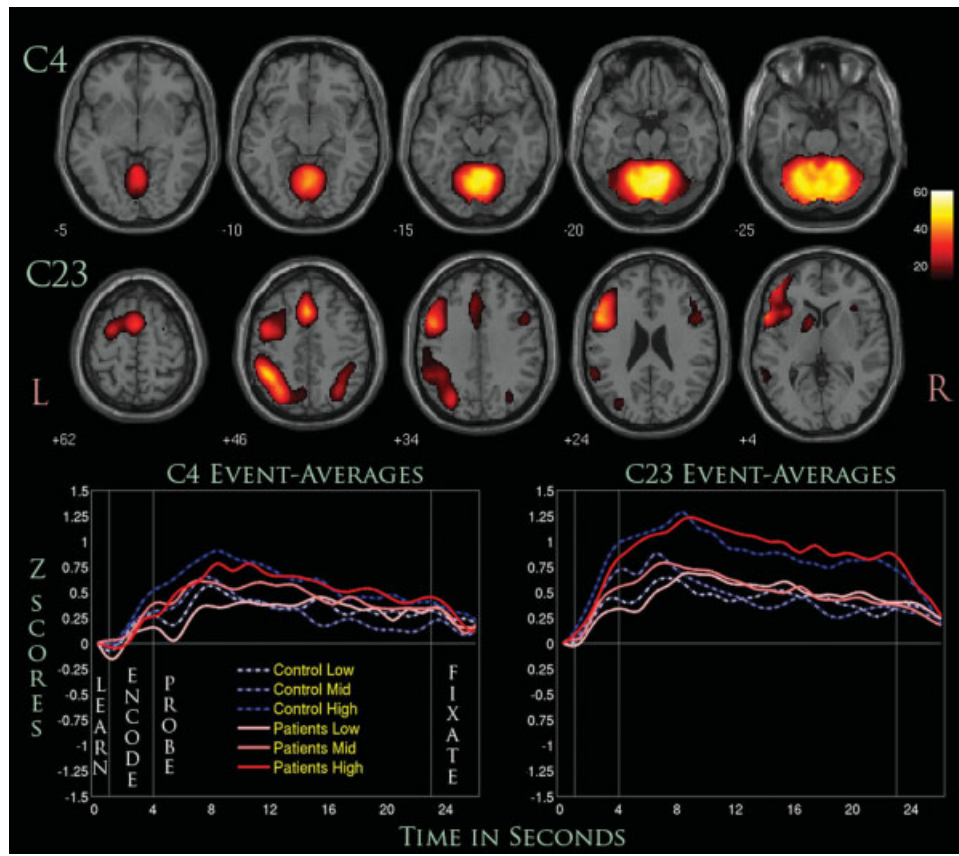 C4
-5
-10
-15
-20
-25
60
40
20
C23
L
R
+62
+46
+34
+24
+4
C4 EVENT-AVERAGES
C23 EVENT-AVERAGES
Z SCORES
1.5
1.25
1
0.75
0.5
0.25
0
-0.25
-0.5
-0.75
-1
-1.25
-1.5
LEARN
ENCODE
PROBE
FIXATE
Control Low
Control Mid
Control High
Patients Low
Patients Mid
Patients High
0 4 8 12 16 20 24
1.5
1.25
1
0.75
0.5
0.25
0
-0.25
-0.5
-0.75
-1
-1.25
-1.5
0 4 8 12 16 20 24
TIME IN SECONDS